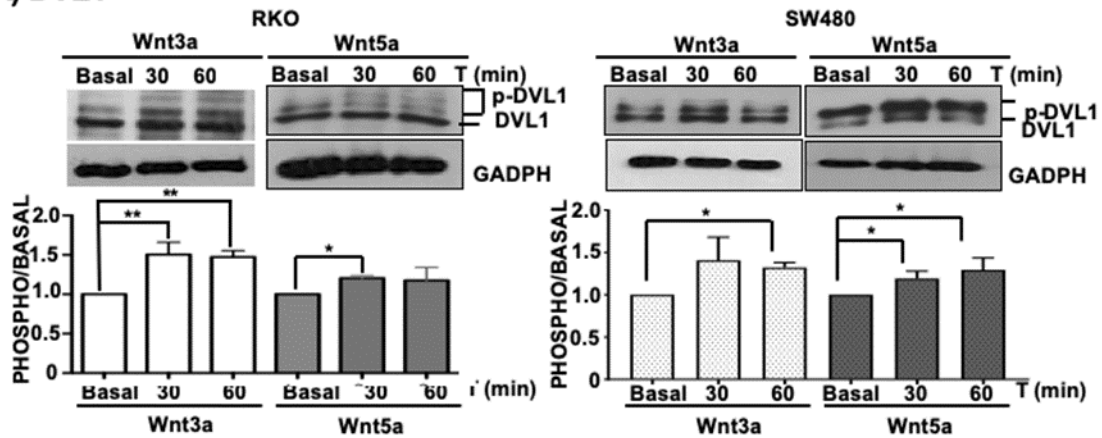 RKO
Wnt3a Wnt5a
Basal 30 60 Basal 30 60 T (min)
p-DVL1
DVL1
GADPH
PHOSPHO/BASAL
2.0
1.5
1.0
0.5
0
** ** *
Basal 30 60 30 60 (min)
Wnt3a Wnt5a
SW480
Wnt3a Wnt5a
Basal 30 60 Basal 30 60 T (min)
p-DVL1
DVL1
GADPH
PHOSPHO/BASAL
2.0
1.5
1.0
0.5
0
* * *
Basal 30 60 Basal 30 60 T (min)
Wnt3a Wnt5a